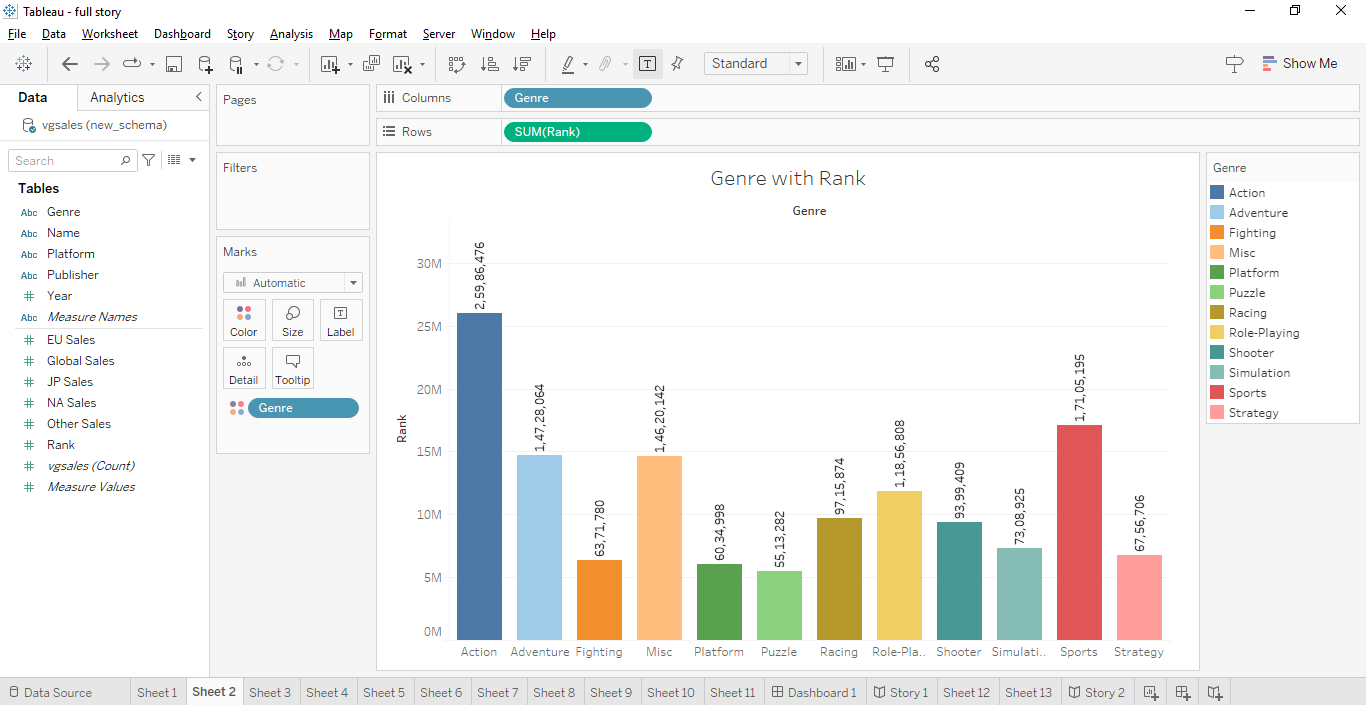 Tableau - full story
File Data Worksheet Dashboard Story Analysis Map Format Server Window Help
Standard
Show Me
Data Analytics
vgsales (new_schema)
Search
Tables
Abc Genre
Abc Name
Abc Platform
Abc Publisher
# Year
Abc Measure Names
# EU Sales
# Global Sales
# JP Sales
# NA Sales
# Other Sales
# Rank
# vgsales (Count)
# Measure Values
Pages
Filters
Marks
Automatic
Color Size Label
Detail Tooltip
Genre
Columns Genre
Rows SUM(Rank)
Genre with Rank
Genre
Rank
30M
25M
20M
15M
10M
5M
0M
2,59,86,476
1,47,28,064
63,71,780
1,46,20,142
60,34,998
55,13,282
97,15,874
1,18,56,808
93,99,409
73,08,925
1,71,05,195
67,56,706
Action Adventure Fighting Misc Platform Puzzle Racing Role-Pla.. Shooter Simulati.. Sports Strategy
Genre
Action
Adventure
Fighting
Misc
Platform
Puzzle
Racing
Role-Playing
Shooter
Simulation
Sports
Strategy
Data Source Sheet 1 Sheet 2 Sheet 3 Sheet 4 Sheet 5 Sheet 6 Sheet 7 Sheet 8 Sheet 9 Sheet 10 Sheet 11 Dashboard 1 Story 1 Sheet 12 Sheet 13 Story 2